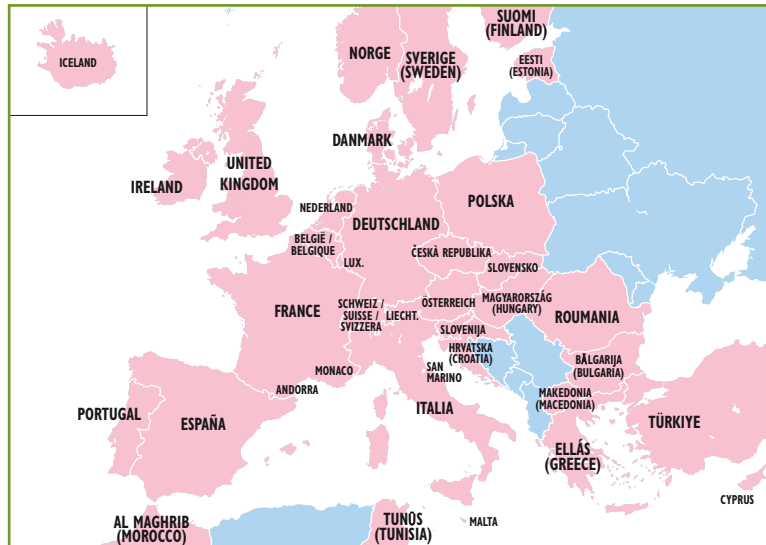 SUOMI
(FINLAND)
NORGE
SVERIGE
(SWEDEN)
EESTI
(ESTONIA)
ICELAND
DANMARK
UNITED
KINGDOM
IRELAND
NEDERLAND
POLSKA
DEUTSCHLAND
BELGIË /
BELGIQUE
LUX.
ČESKÀ REPUBLIKA
SLOVENSKO
FRANCE
SCHWEIZ /
SUISSE /
SVIZZERA
LIECHT.
ÖSTERREICH
MAGYARORSZÁG
(HUNGARY)
ROUMANIA
SLOVENIJA
HRVATSKA
(CROATIA)
BĂLGARIJA
(BULGARIA)
MONACO
SAN
MARINO
ANDORRA
MAKEDONIA
(MACEDONIA)
PORTUGAL
ESPAÑA
ITALIA
TÜRKIYE
ELLÁS
(GREECE)
CYPRUS
AL MAGHRIB
(MOROCCO)
TUNŪS
(TUNISIA)
MALTA